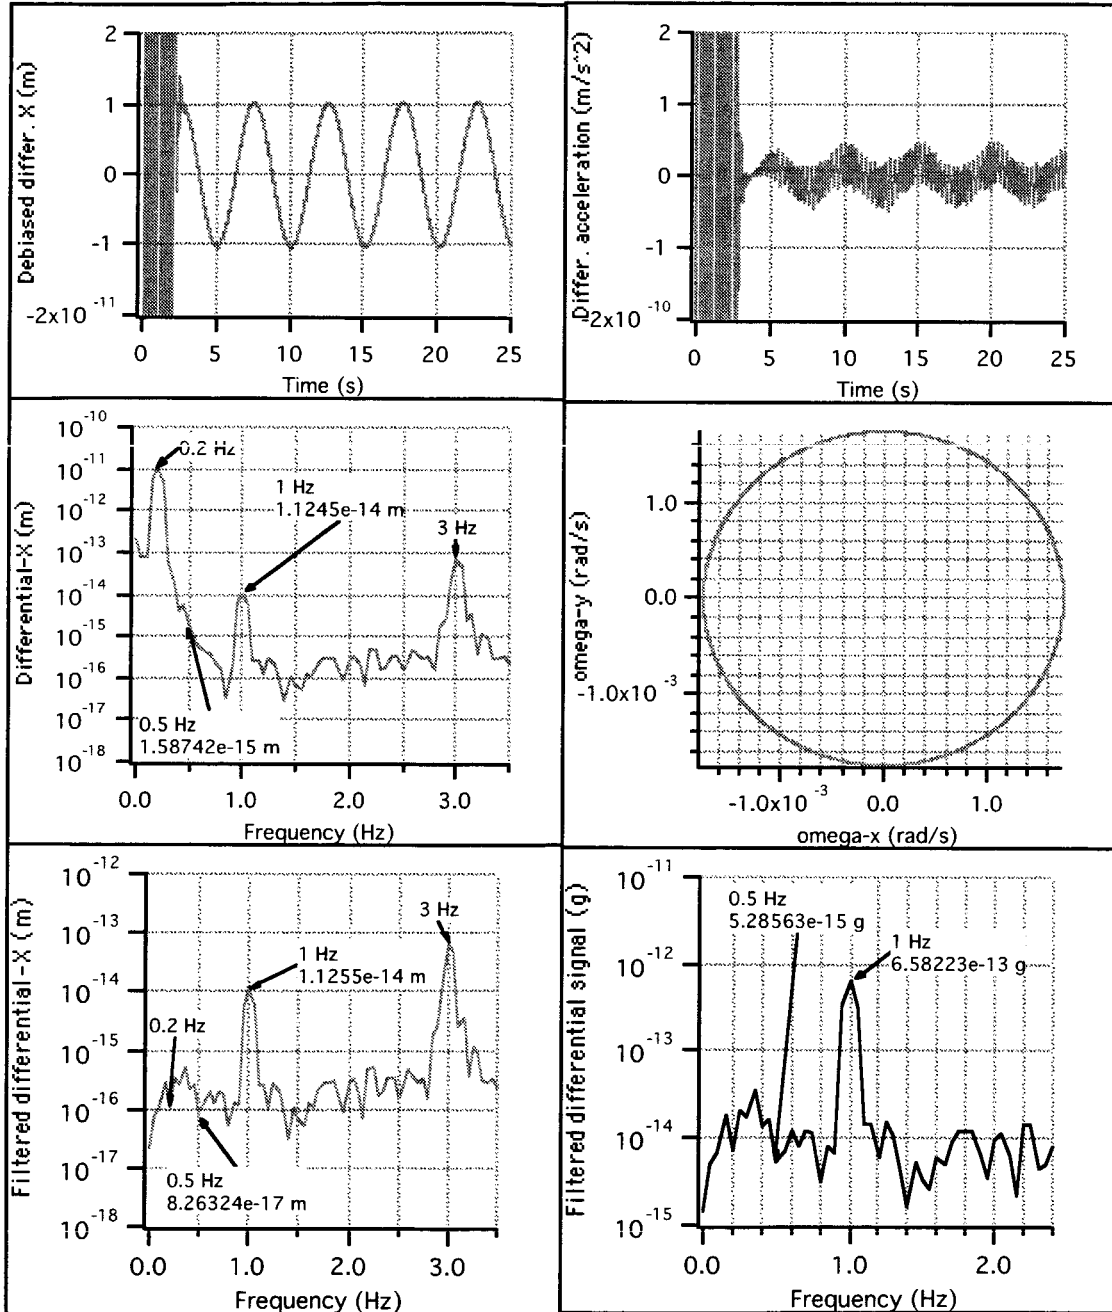 Debiased differ. X (m)
2
1
0
-1
-2x10 -11
0 5 10 15 20 25
Time (s)
Differ. acceleration (m/s^2)
2
1
0
-1
-2x10 -10
0 5 10 15 20 25
Time (s)
Differential-X (m)
10 -10
10 -11
10 -12
10 -13
10 -14
10 -15
10 -16
10 -17
10 -18
0.2 Hz
1 Hz
1.1245e-14 m
3 Hz
0.5 Hz
1.58742e-15 m
0.0 1.0 2.0 3.0
Frequency (Hz)
omega-y (rad/s)
1.0
0.0
-1.0x10 -3
-1.0x10 -3 0.0 1.0
omega-x (rad/s)
Filtered differential-X (m)
10 -12
10 -13
10 -14
10 -15
10 -16
10 -17
10 -18
3 Hz
1 Hz
1.1255e-14 m
0.2 Hz
0.5 Hz
8.26324e-17 m
0.0 1.0 2.0 3.0
Frequency (Hz)
Filtered differential signal (g)
10 -11
10 -12
10 -13
10 -14
10 -15
0.5 Hz
5.28563e-15 g
1 Hz
6.58223e-13 g
0.0 1.0 2.0
Frequency (Hz)